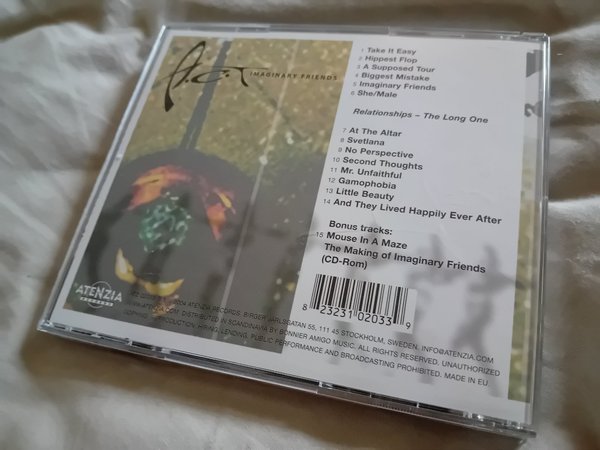 A.C.T
IMAGINARY FRIENDS
1 Take It Easy
2 Hippest Flop
3 A Supposed Tour
4 Biggest Mistake
5 Imaginary Friends
6 She/Male
Relationships – The Long One
7 At The Altar
8 Svetlana
9 No Perspective
10 Second Thoughts
11 Mr. Unfaithful
12 Gamophobia
13 Little Beauty
14 And They Lived Happily Ever After
Bonus tracks:
15 Mouse In A Maze
The Making of Imaginary Friends
(CD-Rom)
8 23231 02033 9
ATENZIA
RECORDS
2004 ATENZIA RECORDS, BIRGER JARLSGATAN 55, 111 45 STOCKHOLM, SWEDEN, INFO@ATENZIA.COM
WWW.ATENZIA.COM. DISTRIBUTED IN SCANDINAVIA BY BONNIER AMIGO MUSIC. ALL RIGHTS RESERVED, UNAUTHORIZED
COPYING, REPRODUCTION, HIRING, LENDING, PUBLIC PERFORMANCE AND BROADCASTING PROHIBITED. MADE IN EU